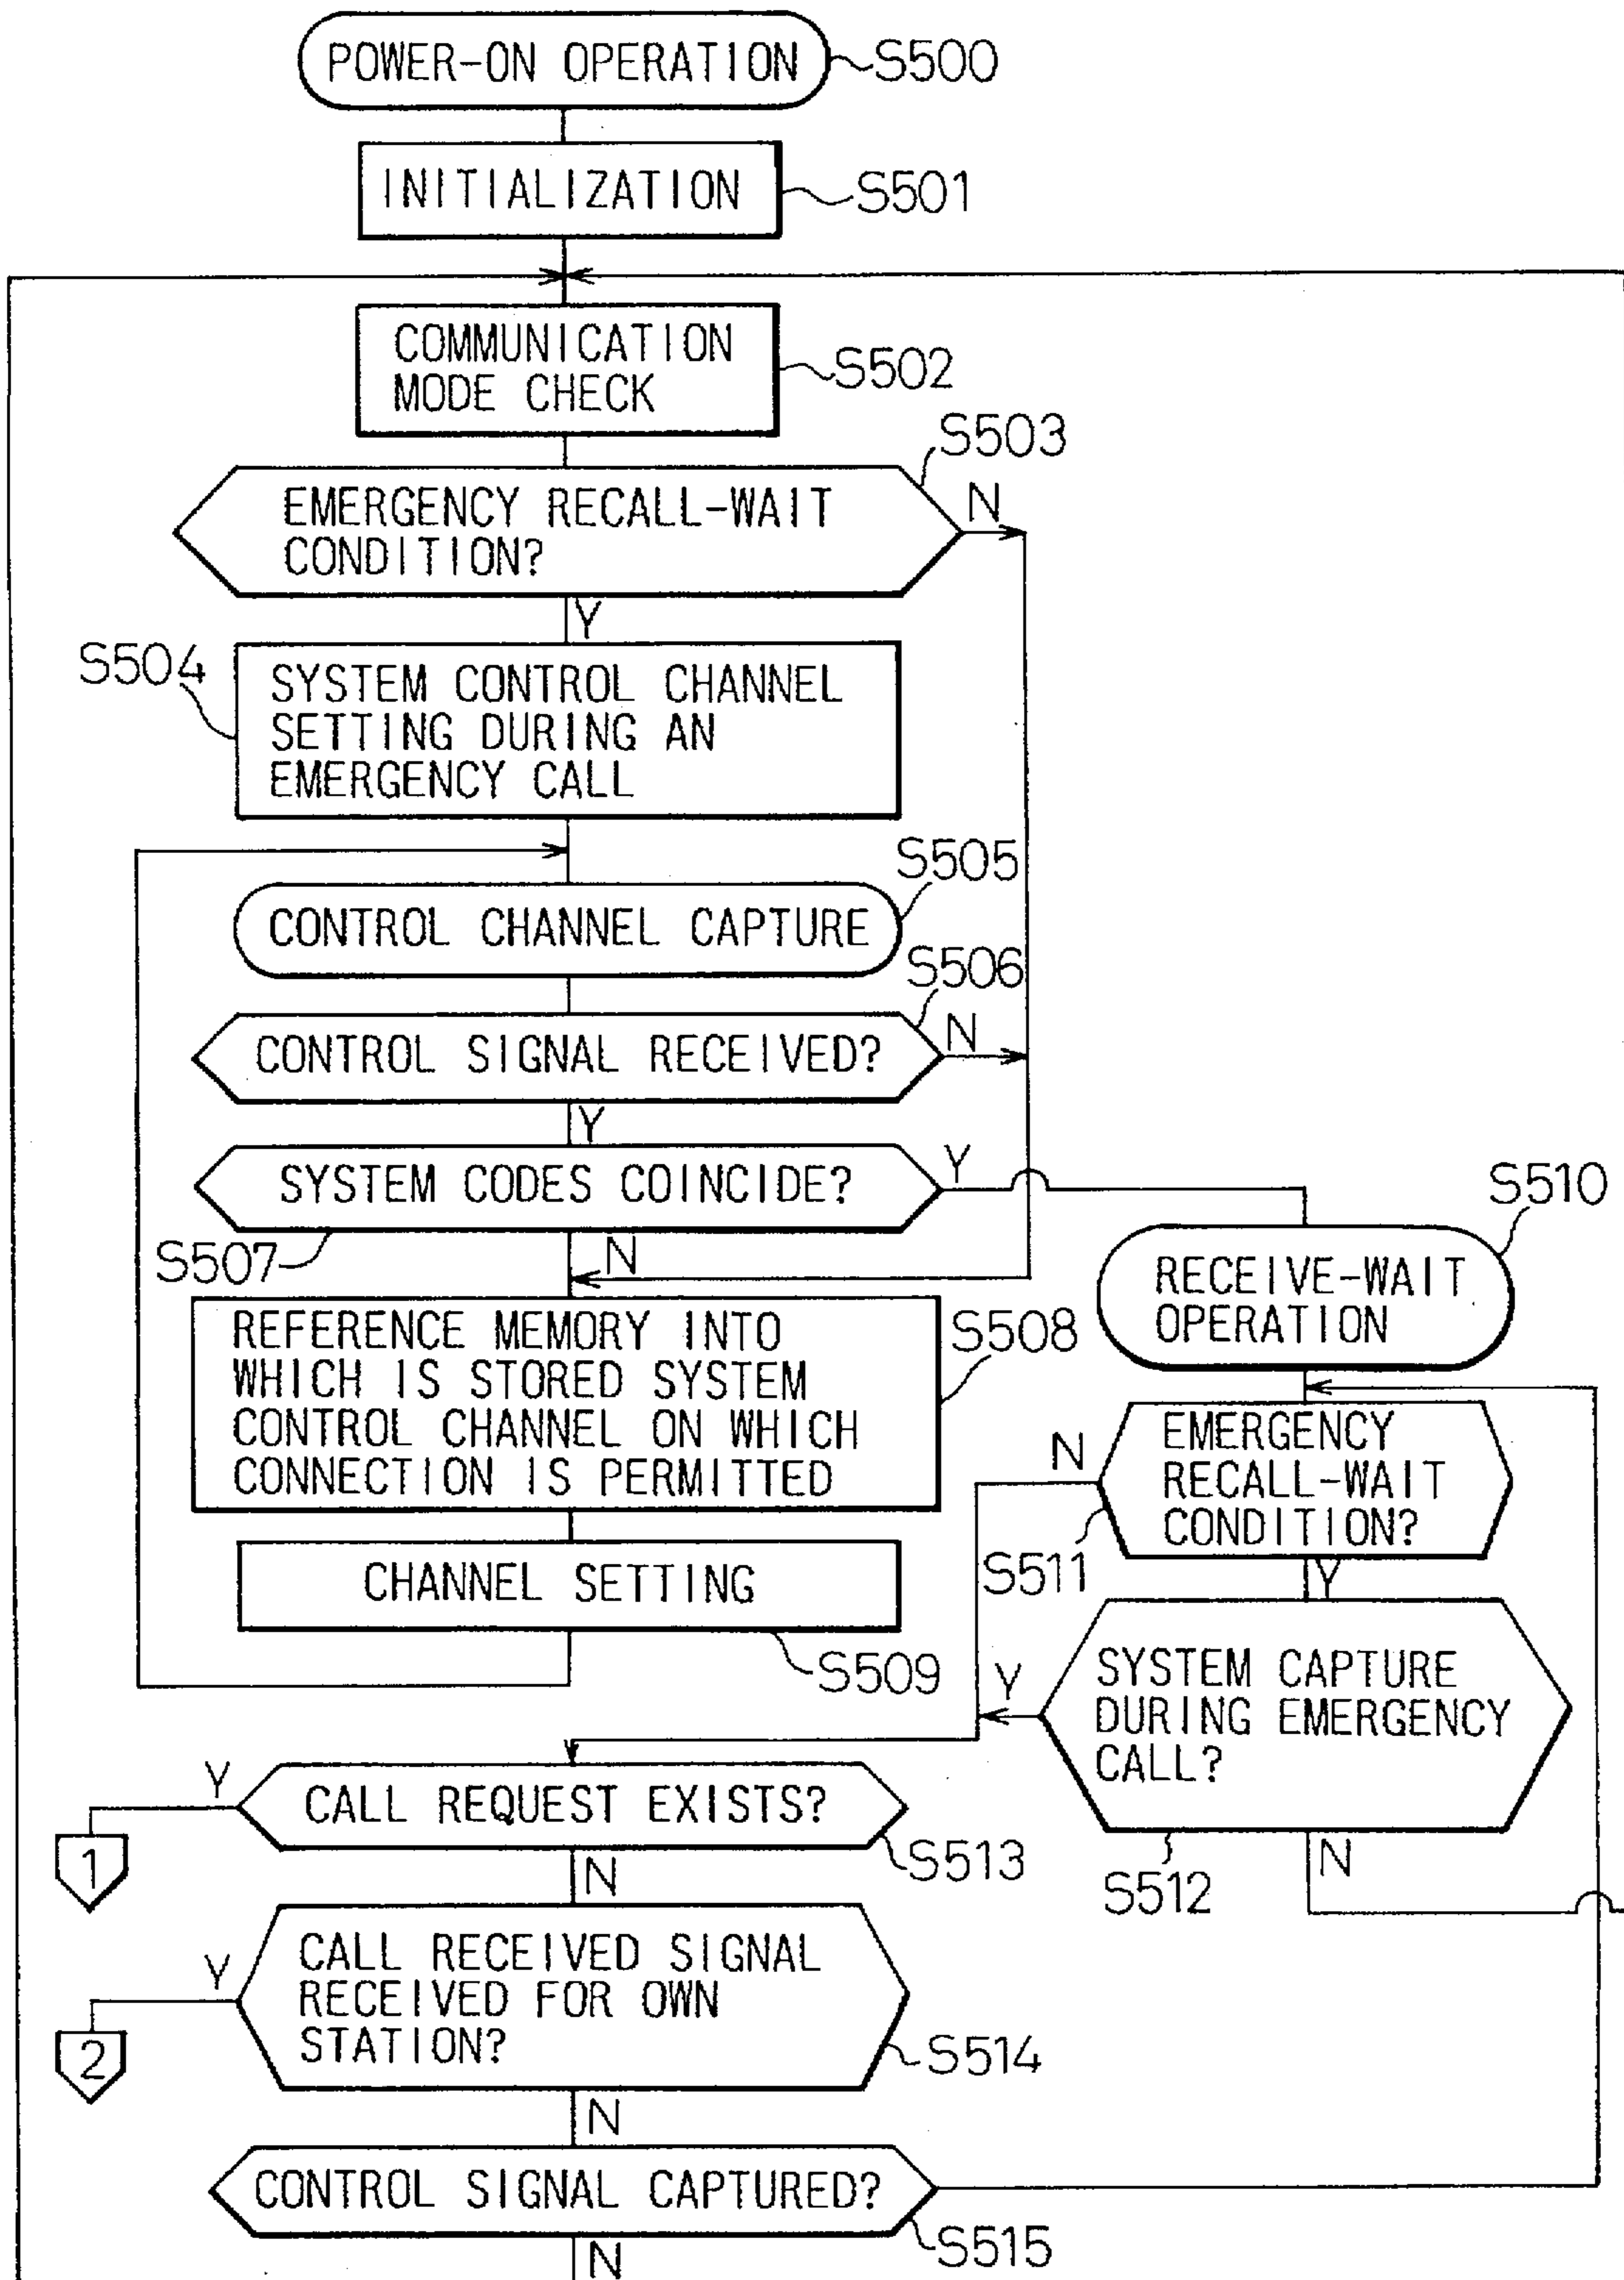 POWER-ON OPERATION
S500
INITIALIZATION
S501
COMMUNICATION
MODE CHECK
S502
S503
EMERGENCY RECALL-WAIT
CONDITION?
N
Y
S504
SYSTEM CONTROL CHANNEL
SETTING DURING AN
EMERGENCY CALL
S505
CONTROL CHANNEL CAPTURE
S506
CONTROL SIGNAL RECEIVED?
N
Y
SYSTEM CODES COINCIDE?
Y
S507
N
S510
RECEIVE-WAIT
OPERATION
REFERENCE MEMORY INTO
WHICH IS STORED SYSTEM
CONTROL CHANNEL ON WHICH
CONNECTION IS PERMITTED
S508
N
EMERGENCY
RECALL-WAIT
CONDITION?
S511
Y
CHANNEL SETTING
S509
SYSTEM CAPTURE
DURING EMERGENCY
CALL?
Y
S512
N
Y
CALL REQUEST EXISTS?
S513
1
N
Y
CALL RECEIVED SIGNAL
RECEIVED FOR OWN
STATION?
S514
2
N
CONTROL SIGNAL CAPTURED?
S515
N